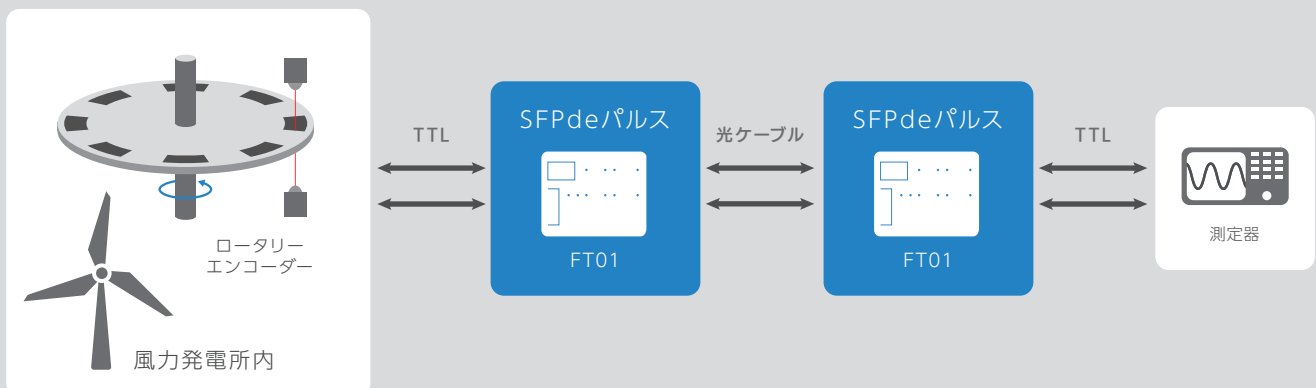 ロータリー
エンコーダー
風力発電所内
TTL
SFPdeパルス
FT01
光ケーブル
SFPdeパルス
FT01
TTL
測定器